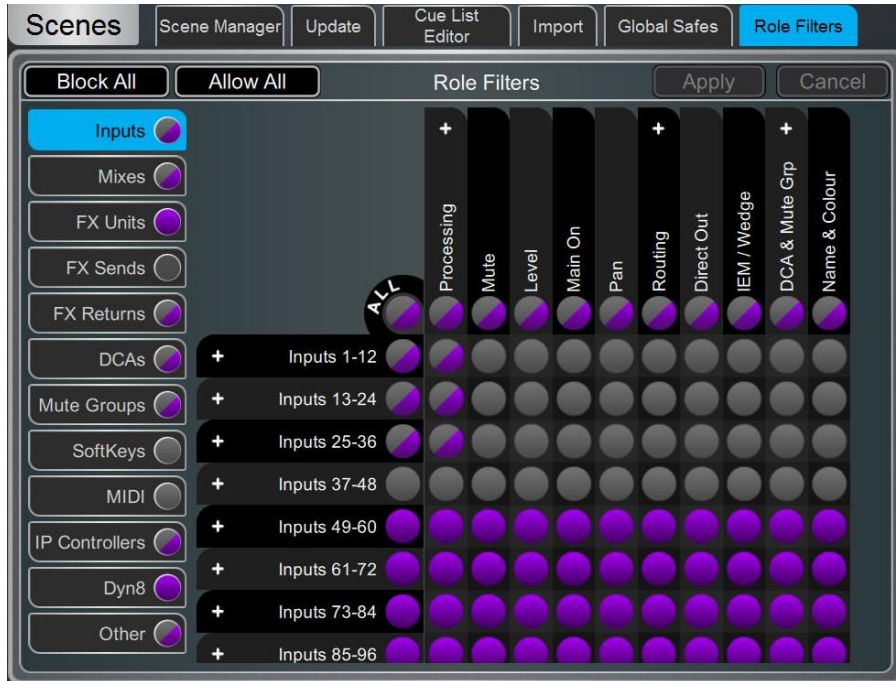 Scenes
Scene Manager
Update
Cue List
Editor
Import
Global Safes
Role Filters
Block All
Allow All
Role Filters
Apply
Cancel
Inputs
Mixes
FX Units
FX Sends
FX Returns
DCAs
Mute Groups
SoftKeys
MIDI
IP Controllers
Dyn8
Other
+
+
+
Processing
Mute
Level
Main On
Pan
Routing
Direct Out
IEM / Wedge
DCA & Mute Grp
Name & Colour
ALL
+ Inputs 1-12
+ Inputs 13-24
+ Inputs 25-36
+ Inputs 37-48
+ Inputs 49-60
+ Inputs 61-72
+ Inputs 73-84
+ Inputs 85-96